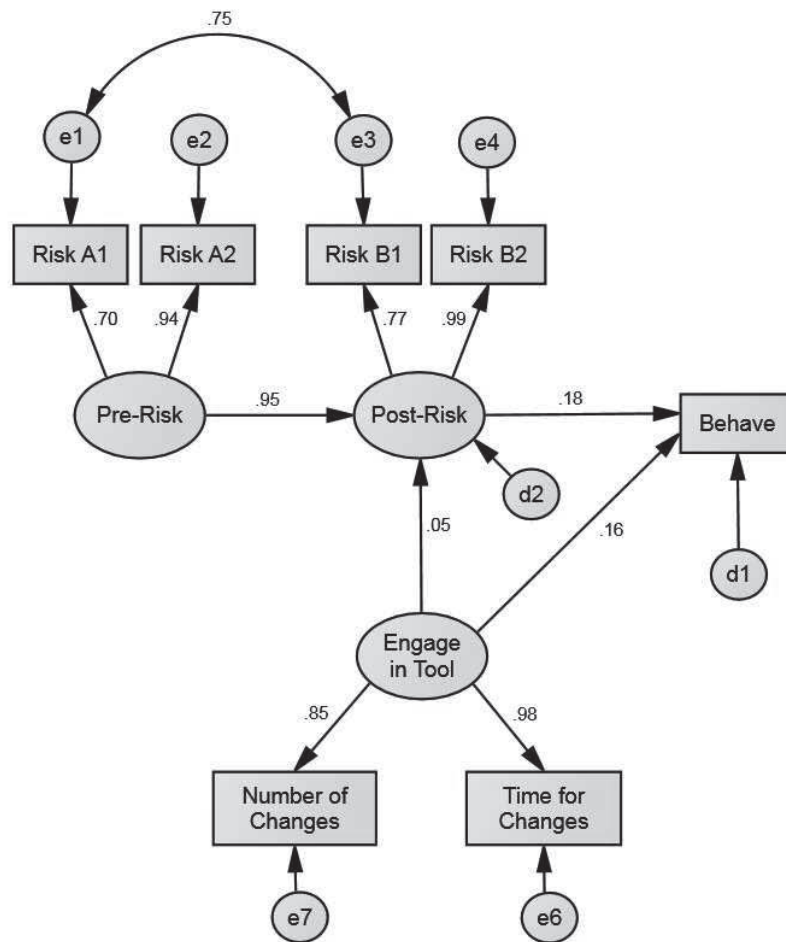 .75
e1
e2
e3
e4
Risk A1
Risk A2
Risk B1
Risk B2
.70
.94
.77
.99
Pre-Risk
.95
Post-Risk
.18
Behave
d2
.05
.16
d1
Engage
in Tool
.85
.98
Number of
Changes
Time for
Changes
e7
e6